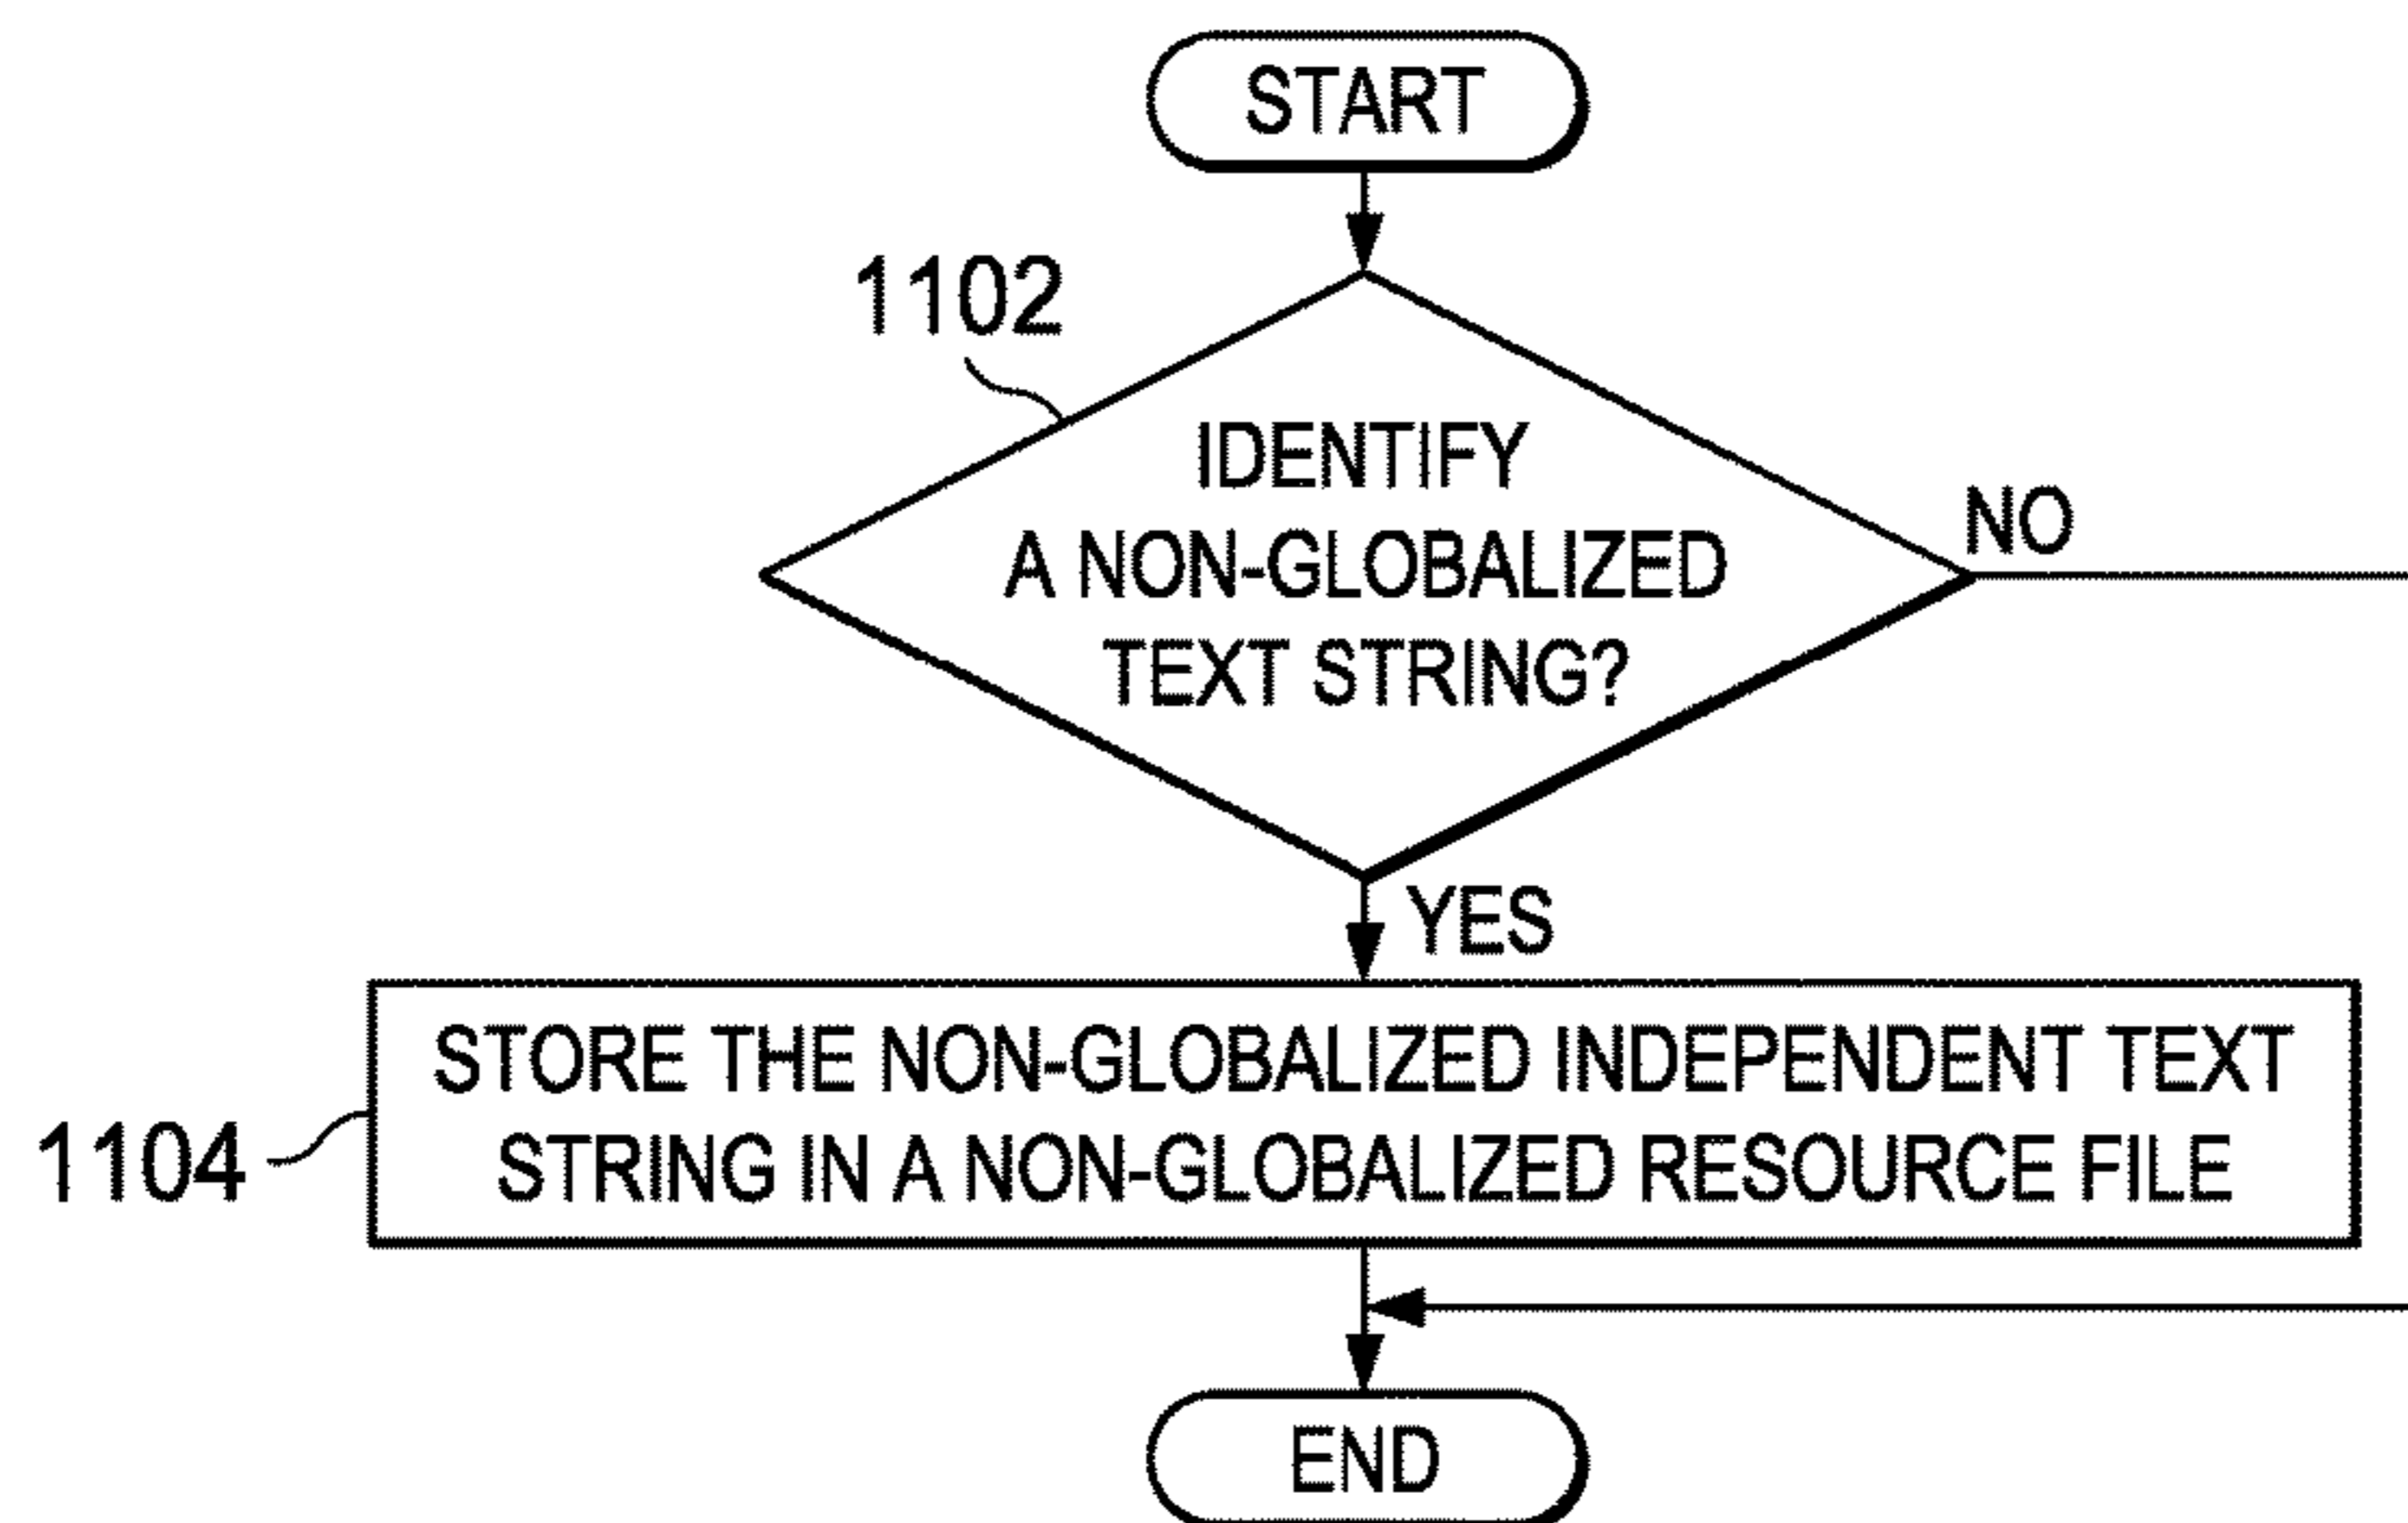 START
1102
IDENTIFY
A NON-GLOBALIZED
TEXT STRING?
NO
YES
STORE THE NON-GLOBALIZED INDEPENDENT TEXT
STRING IN A NON-GLOBALIZED RESOURCE FILE
1104
END